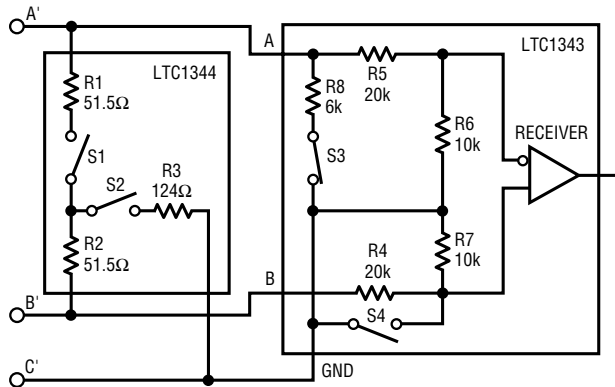 A'
A
LTC1344
LTC1343
R1
51.5Ω
R8
6k
R5
20k
R6
10k
RECEIVER
S1
S2
R3
124Ω
S3
R2
51.5Ω
R4
20k
R7
10k
B
S4
B'
C'
GND